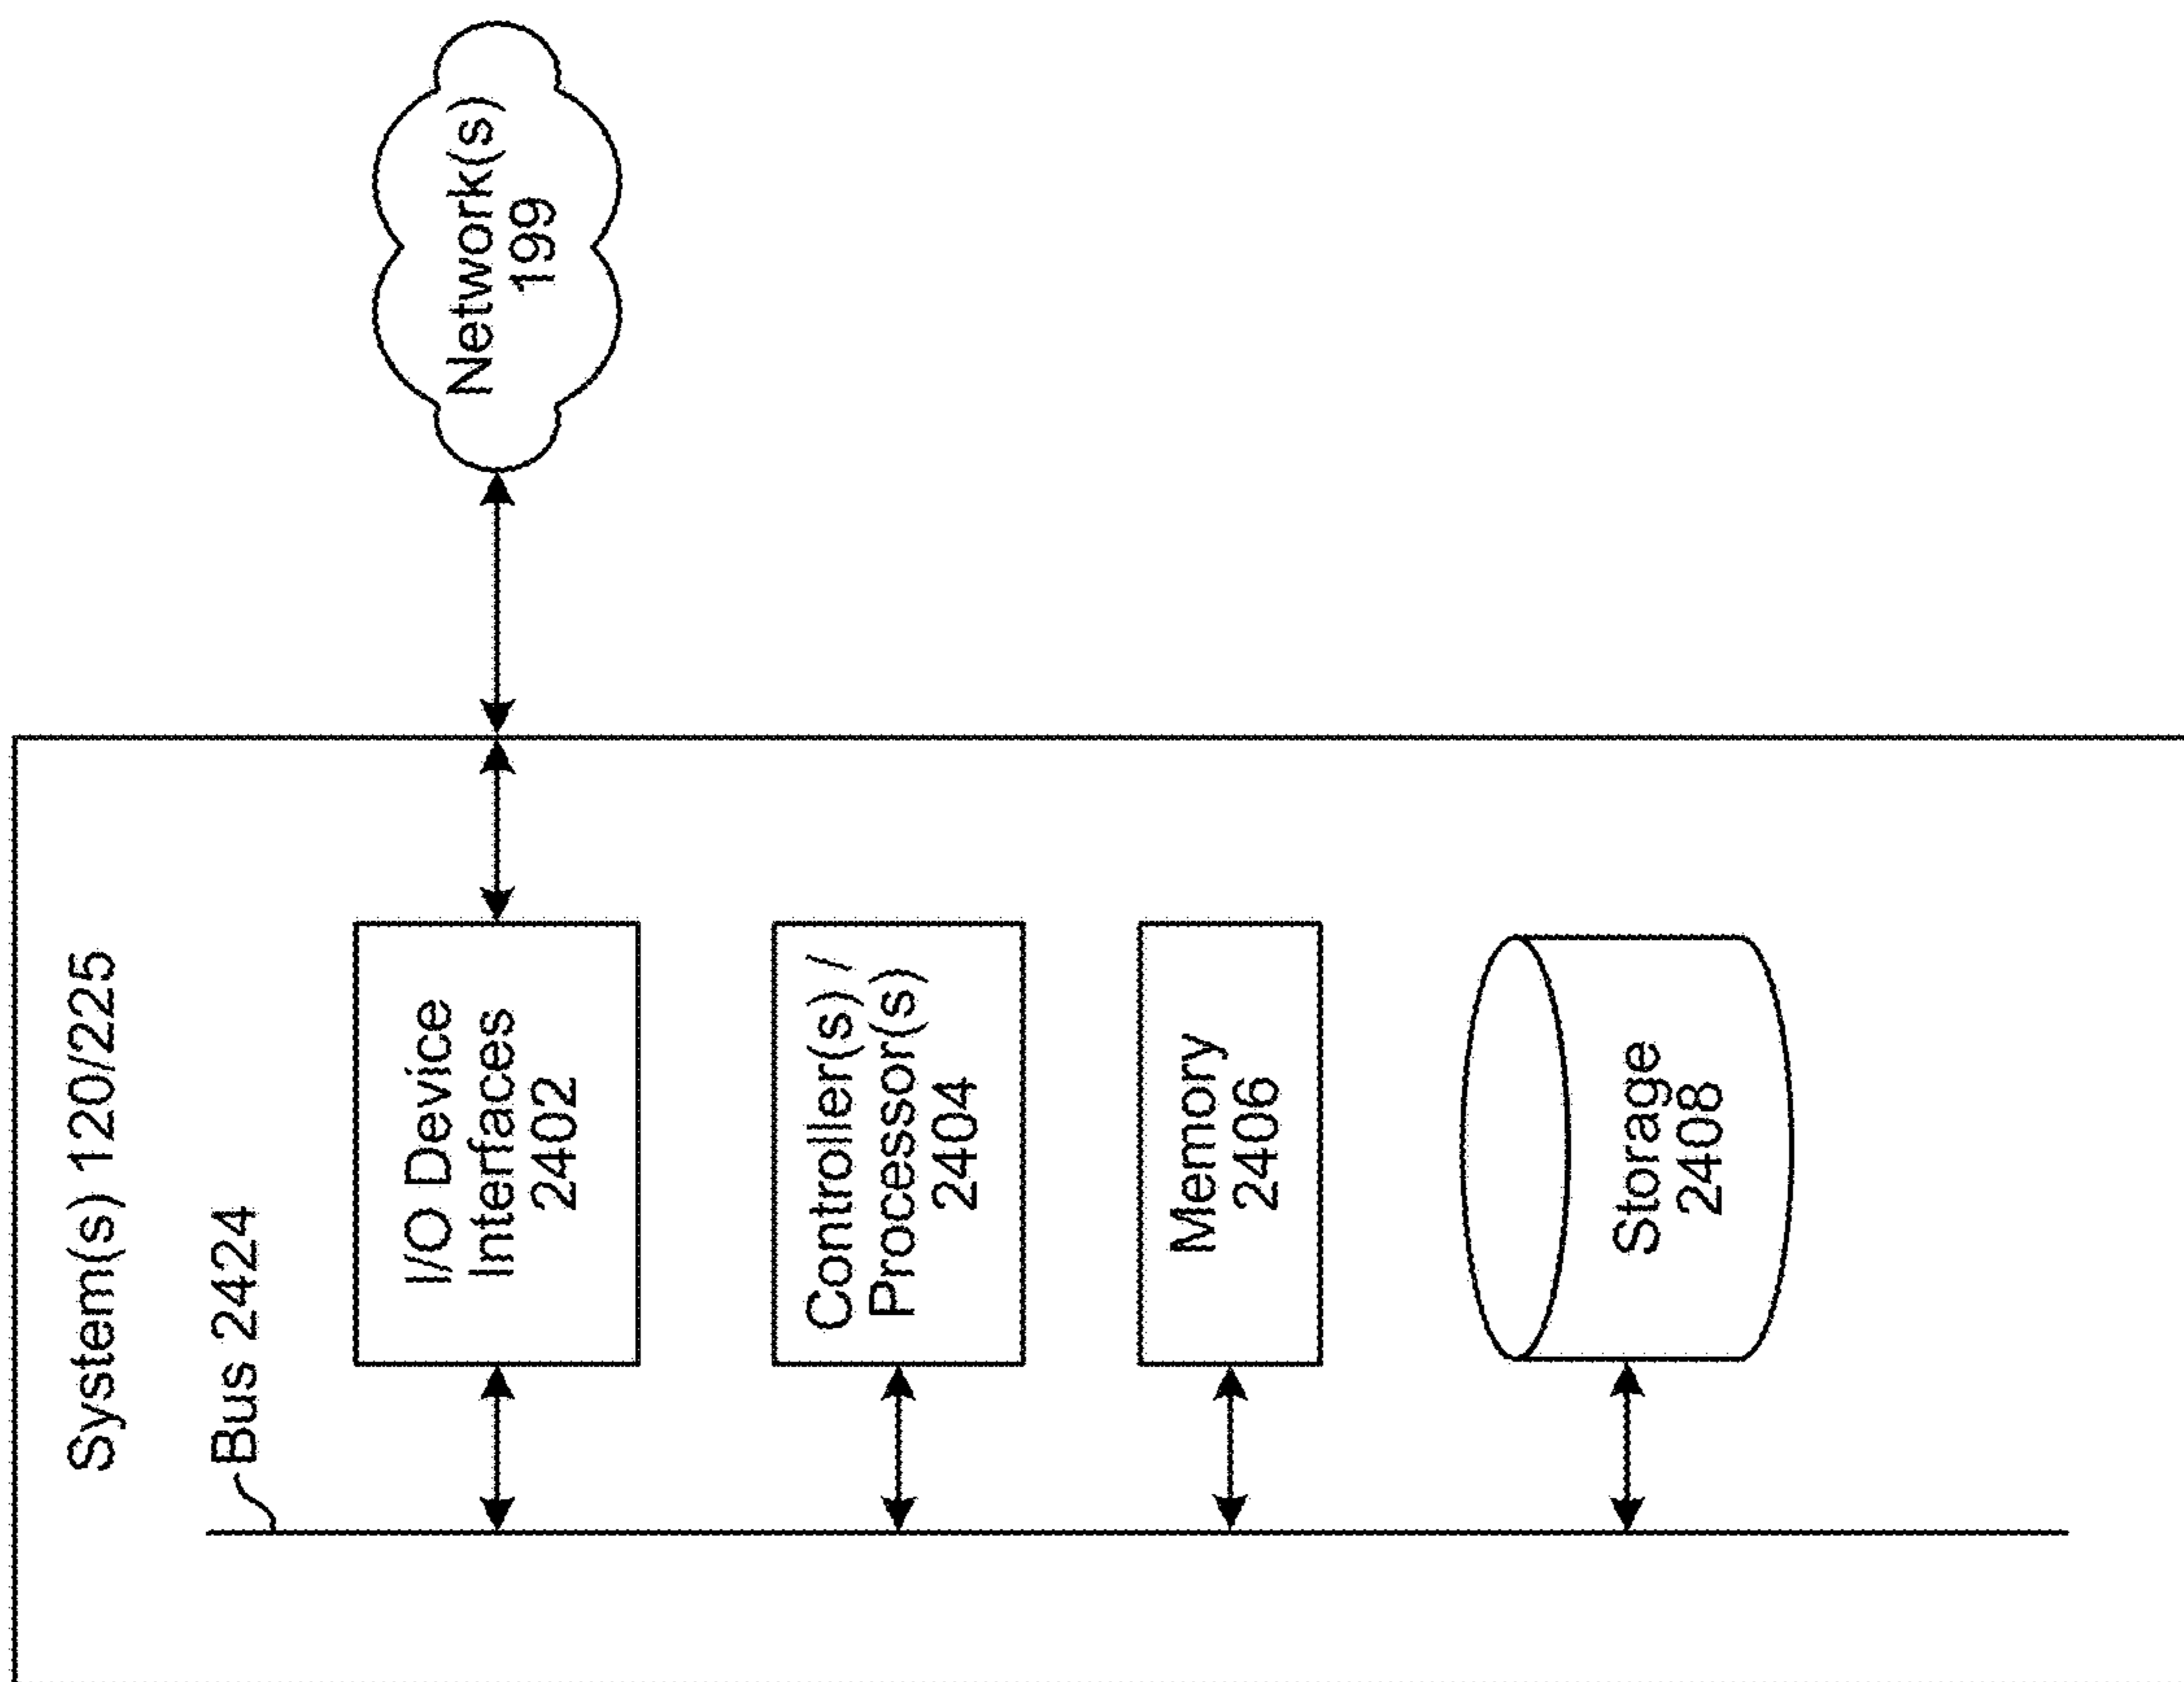 System(s) 120/225
Bus 2424
I/O Device
Interfaces
2402
Network(s)
199
Controller(s) /
Processor(s)
2404
Memory
2406
Storage
2408